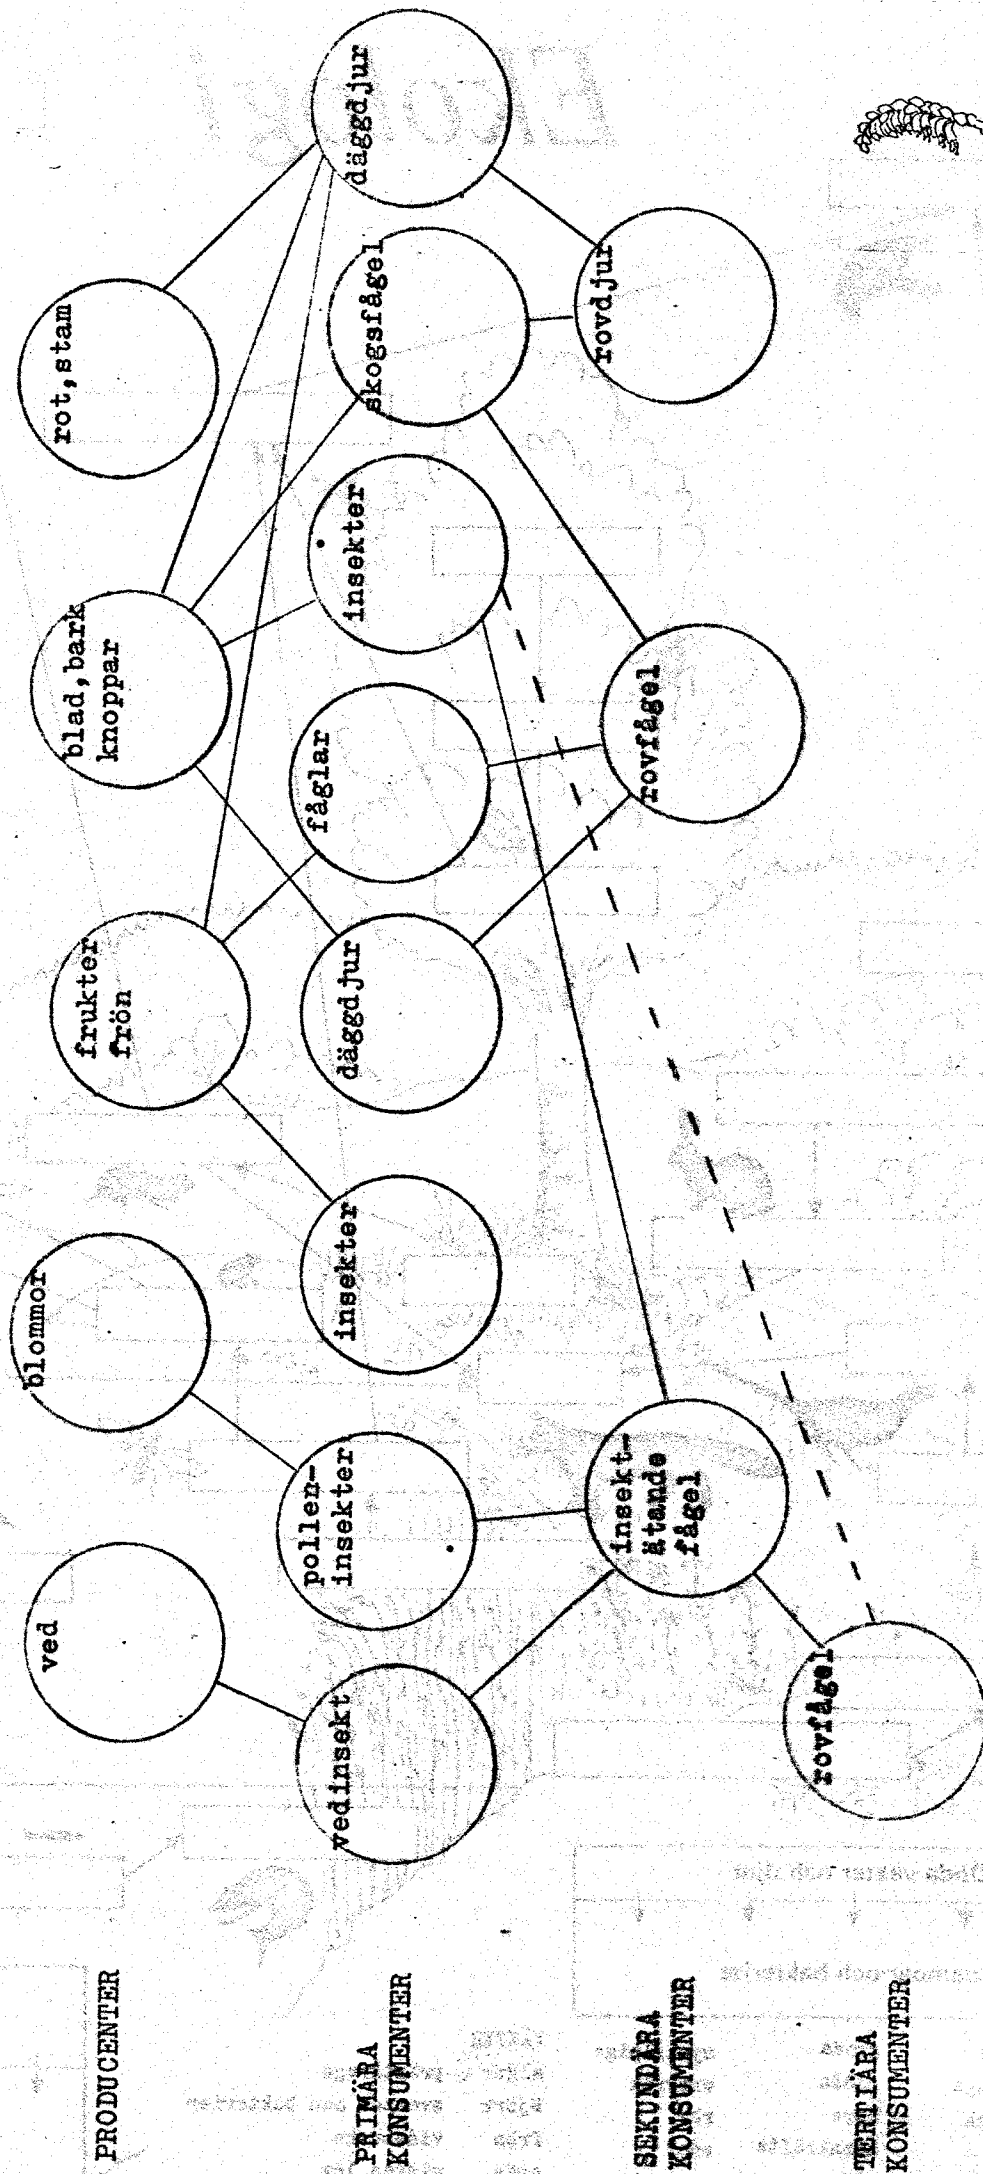 PRODUCENTER
ved
blommor
frukter
frön
blad, bark
knoppar
rot, stam
PRIMÄRA
KONSUMENTER
vedinsekt
pollen-
insekter
insekter
däggdjur
fåglar
insekter
skogsfågel
däggdjur
SEKUNDÄRA
KONSUMENTER
insekt-
ätande
fågel
rovfågel
rovdjur
TERTIÄRA
KONSUMENTER
rovfågel
Ekologi